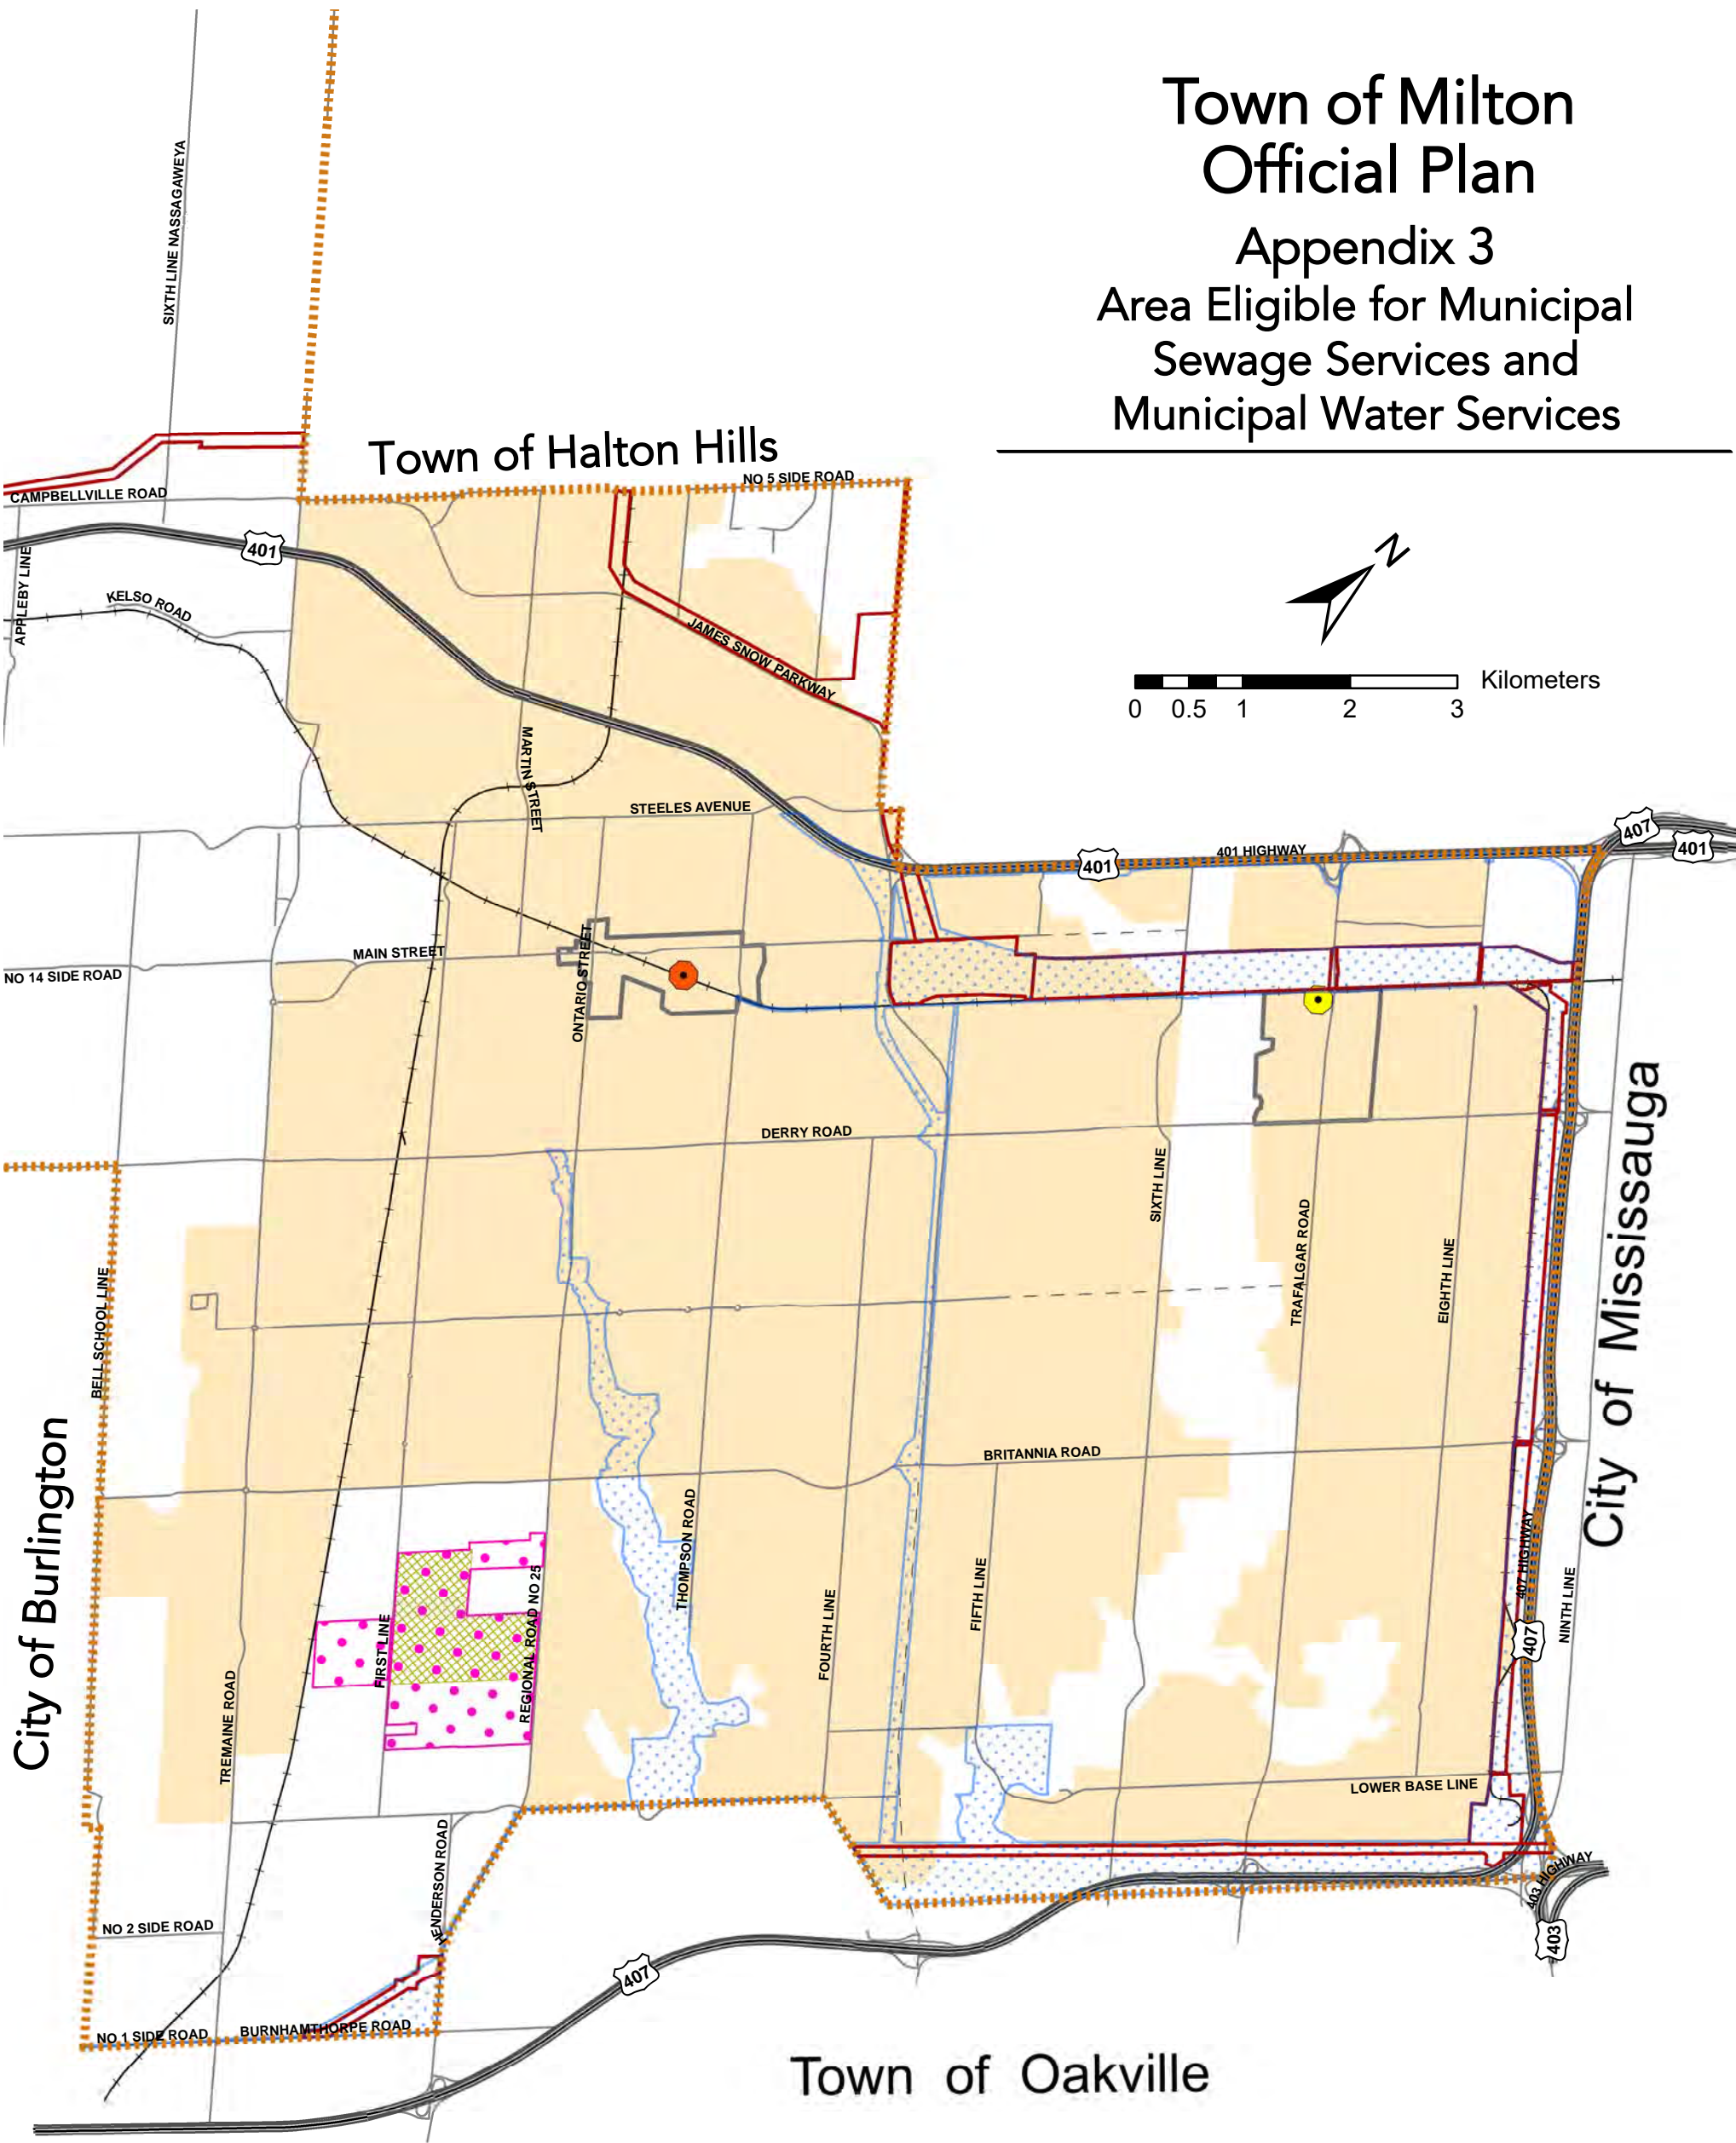 Town of Milton
Official Plan
Appendix 3
Area Eligible for Municipal
Sewage Services and
Municipal Water Services
SIXTH LINE NASSAGAWEYA
Town of Halton Hills
NO 5 SIDE ROAD
CAMPBELLVILLE ROAD
401
APPLEBY LINE
KELSO ROAD
N
JAMES SNOW PARKWAY
Kilometers
0 0.5 1 2 3
MARTIN STREET
STEELES AVENUE
401
401 HIGHWAY
407
401
MAIN STREET
NO 14 SIDE ROAD
ONTARIO STREET
DERRY ROAD
SIXTH LINE
TRAFALGAR ROAD
EIGHTH LINE
City of Mississauga
BELL SCHOOL LINE
City of Burlington
BRITANNIA ROAD
THOMPSON ROAD
407 HIGHWAY
NINTH LINE
FIFTH LINE
FOURTH LINE
REGIONAL ROAD NO 25
FIRST LINE
TREMAINE ROAD
407
LOWER BASE LINE
HENDERSON ROAD
403 HIGHWAY
403
NO 2 SIDE ROAD
407
NO 1 SIDE ROAD
BURNHAMTHORPE ROAD
Town of Oakville